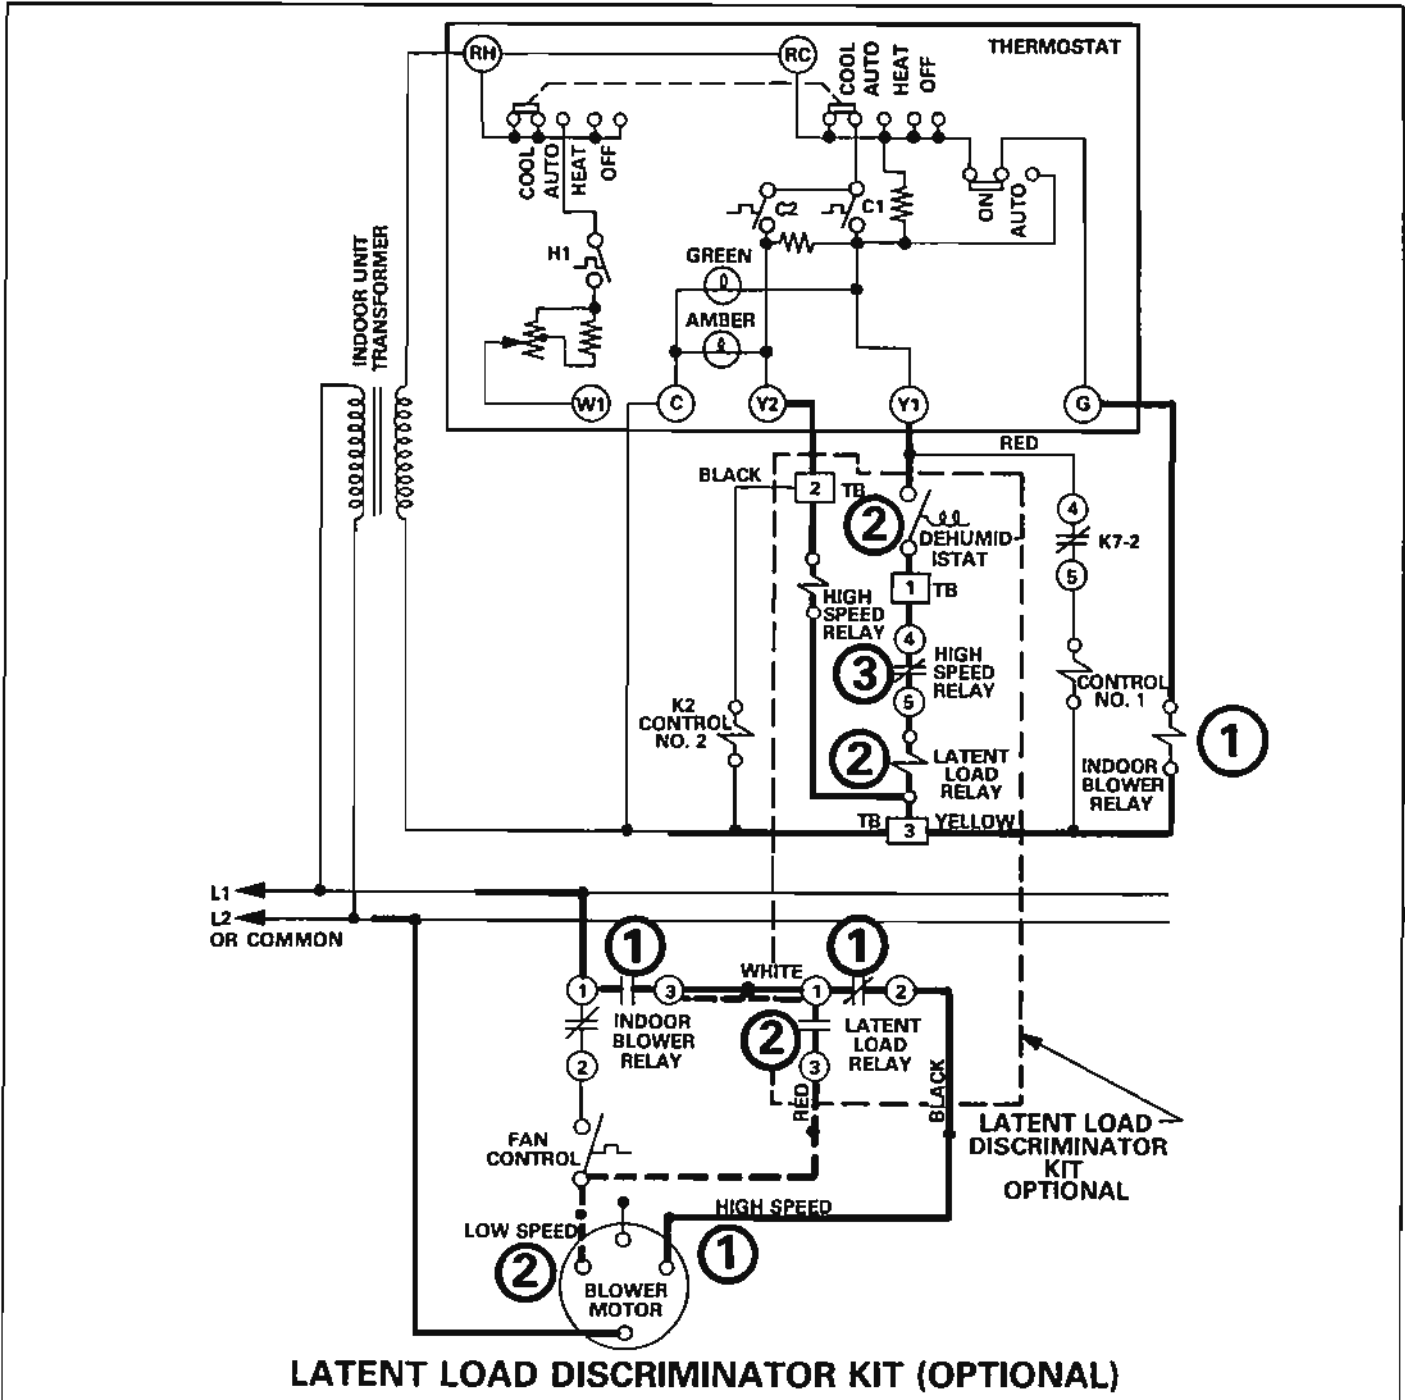 THERMOSTAT
RH
RC
COOL
AUTO
HEAT
OFF
COOL
AUTO
HEAT
OFF
ON
AUTO
C2
C1
H1
GREEN
AMBER
INDOOR UNIT
TRANSFORMER
W1
C
Y2
Y1
G
RED
BLACK
2
TB
2
DEHUMID
ISTAT
4
K7-2
5
1
TB
HIGH
SPEED
RELAY
4
3
HIGH
SPEED
RELAY
5
K2
CONTROL
NO. 2
2
LATENT
LOAD
RELAY
CONTROL
NO. 1
1
INDOOR
BLOWER
RELAY
TB
3
YELLOW
L1
L2
OR COMMON
1
1
WHITE
1
3
1
2
INDOOR
BLOWER
RELAY
2
LATENT
LOAD
RELAY
2
3
RED
BLACK
FAN
CONTROL
LATENT LOAD
DISCRIMINATOR
KIT
OPTIONAL
HIGH SPEED
LOW SPEED
2
1
BLOWER
MOTOR
LATENT LOAD DISCRIMINATOR KIT (OPTIONAL)